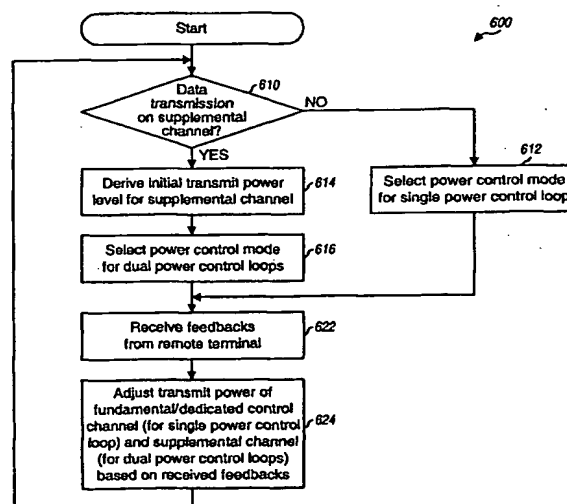 Start
600
Data
transmission
on supplemental
channel?
610
NO
YES
612
Select power control mode
for single power control loop
Derive initial transmit power
level for supplemental channel
614
Select power control mode
for dual power control loops
616
Receive feedbacks
from remote terminal
622
Adjust transmit power of
fundamental/dedicated control
channel (for single power control
loop) and supplemental channel
(for dual power control loops)
based on received feedbacks
624